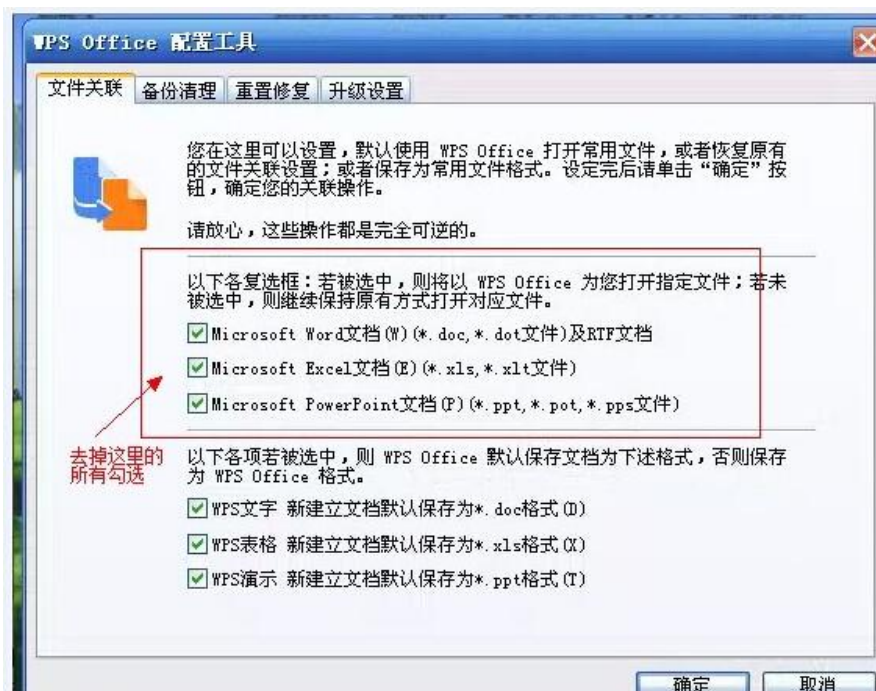 WPS Office 配置工具
文件关联 备份清理 重置修复 升级设置
您在这里可以设置，默认使用 WPS Office 打开常用文件，或者恢复原有
的文件关联设置；或者保存为常用文件格式。设定完后请单击“确定”按
钮，确定您的关联操作。
请放心，这些操作都是完全可逆的。
以下各复选框：若被选中，则将以 WPS Office 为您打开指定文件；若未
被选中，则继续保持原有方式打开对应文件。
Microsoft Word文档(W)(*.doc,*.dot文件)及RTF文档
Microsoft Excel文档(E)(*.xls,*.xlt文件)
Microsoft PowerPoint文档(P)(*.ppt,*.pot,*.pps文件)
去掉这里的
所有勾选
以下各项若被选中，则 WPS Office 默认保存文档为下述格式，否则保存
为 WPS Office 格式。
WPS文字 新建立文档默认保存为*.doc格式(D)
WPS表格 新建立文档默认保存为*.xls格式(X)
WPS演示 新建立文档默认保存为*.ppt格式(T)
确定 取消